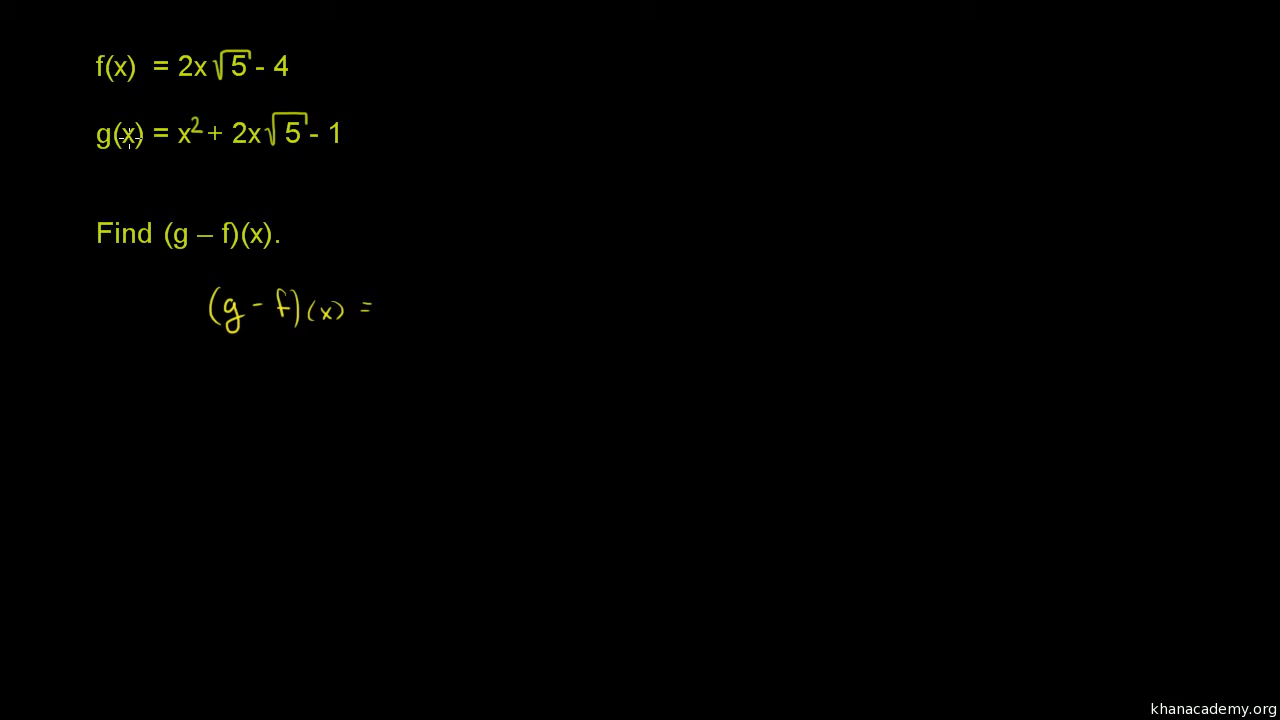 f(x) = 2x√5 - 4
g(x) = x² + 2x√5 - 1
Find (g – f)(x).
(g - f)(x) =
khanacademy.org